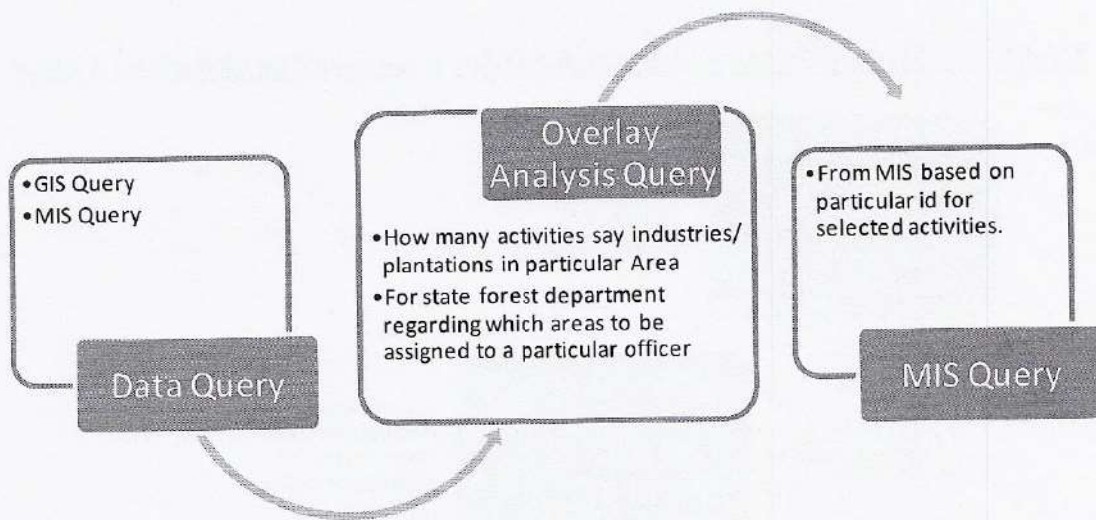 •GIS Query
•MIS Query
Data Query
Overlay
Analysis Query
•How many activities say industries/
plantations in particular Area
•For state forest department
regarding which areas to be
assigned to a particular officer
•From MIS based on
particular id for
selected activities.
MIS Query